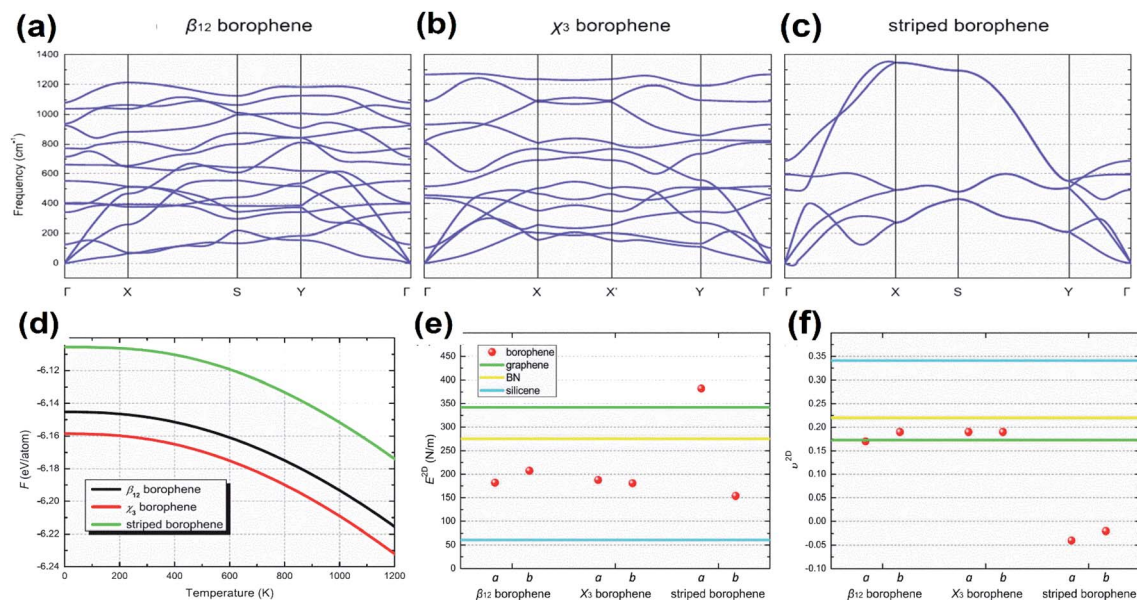 (a)
β12 borophene
(b)
χ3 borophene
(c)
striped borophene
Frequency (cm-1)
1400
1200
1000
800
600
400
200
0
Γ X S Y Γ
Γ X X' Y Γ
Γ X S Y Γ
(d)
F (eV/atom)
-6.12
-6.14
-6.16
-6.18
-6.20
-6.22
-6.24
β12 borophene
χ3 borophene
striped borophene
0 200 400 600 800 1000 1200
Temperature (K)
(e)
E2D (N/m)
450
400
350
300
250
200
150
100
50
0
borophene
graphene
BN
silicene
a b a b a b
β12 borophene X3 borophene striped borophene
(f)
υ2D
0.35
0.30
0.25
0.20
0.15
0.10
0.05
0.00
-0.05
-0.10
a b a b a b
β12 borophene X3 borophene striped borophene